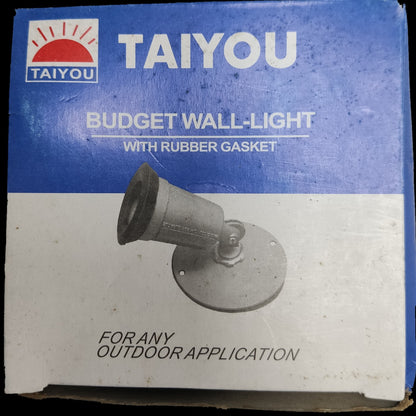 TAIYOU
TAIYOU
BUDGET WALL-LIGHT
WITH RUBBER GASKET
FOR ANY
OUTDOOR APPLICATION